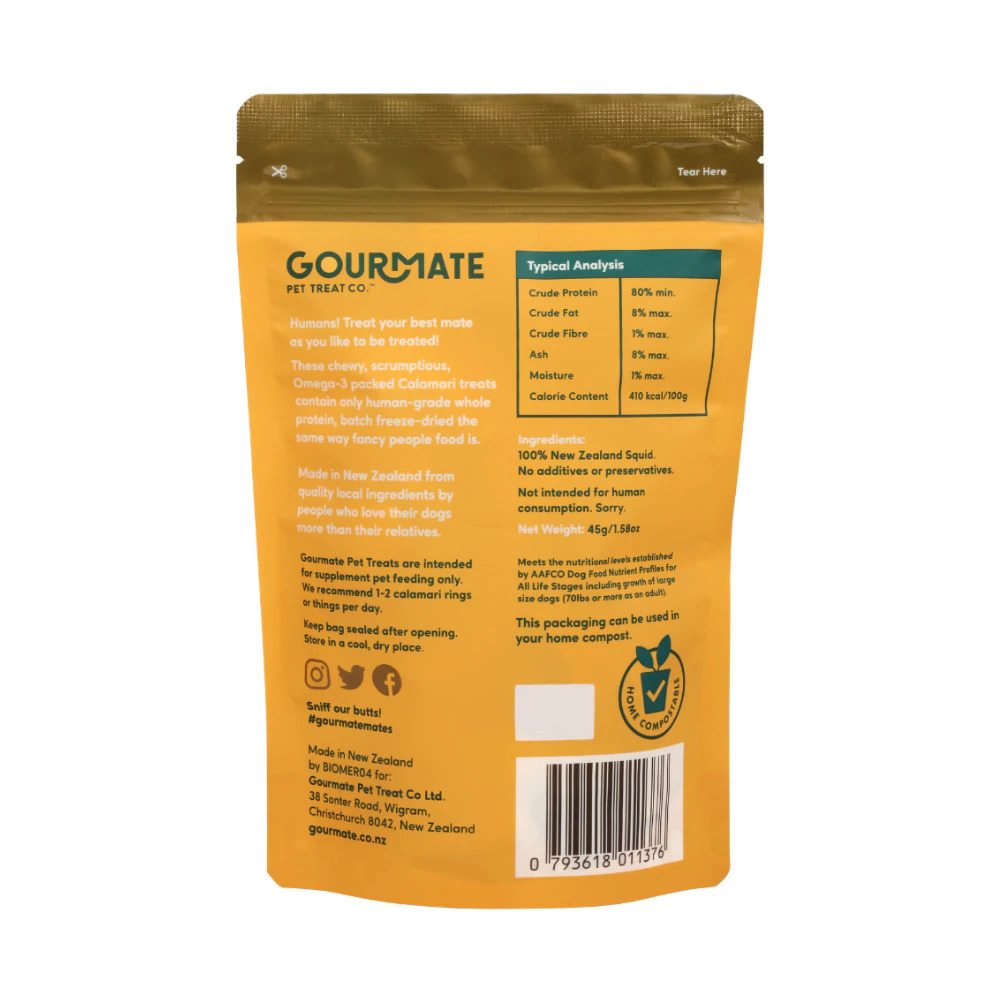 Tear Here
GOURMATE
PET TREAT CO.™
Humans! Treat your best mate
as you like to be treated!
These chewy, scrumptious,
Omega-3 packed Calamari treats
contain only human-grade whole
protein, batch freeze-dried the
same way fancy people food is.
Made in New Zealand from
quality local ingredients by
people who love their dogs
more than their relatives.
Gourmate Pet Treats are intended
for supplement pet feeding only.
We recommend 1-2 calamari rings
or things per day.
Keep bag sealed after opening.
Store in a cool, dry place.
Sniff our butts!
#gourmatemates
Made in New Zealand
by BIOMER04 for:
Gourmate Pet Treat Co Ltd.
38 Sonter Road, Wigram,
Christchurch 8042, New Zealand
gourmate.co.nz
Typical Analysis
Crude Protein 80% min.
Crude Fat 8% max.
Crude Fibre 1% max.
Ash 8% max.
Moisture 1% max.
Calorie Content 410 kcal/100g
Ingredients:
100% New Zealand Squid.
No additives or preservatives.
Not intended for human
consumption. Sorry.
Net Weight: 45g/1.58oz
Meets the nutritional levels established
by AAFCO Dog Food Nutrient Profiles for
All Life Stages including growth of large
size dogs (70lbs or more as an adult).
This packaging can be used in
your home compost.
HOME COMPOSTABLE
0 793618 011376